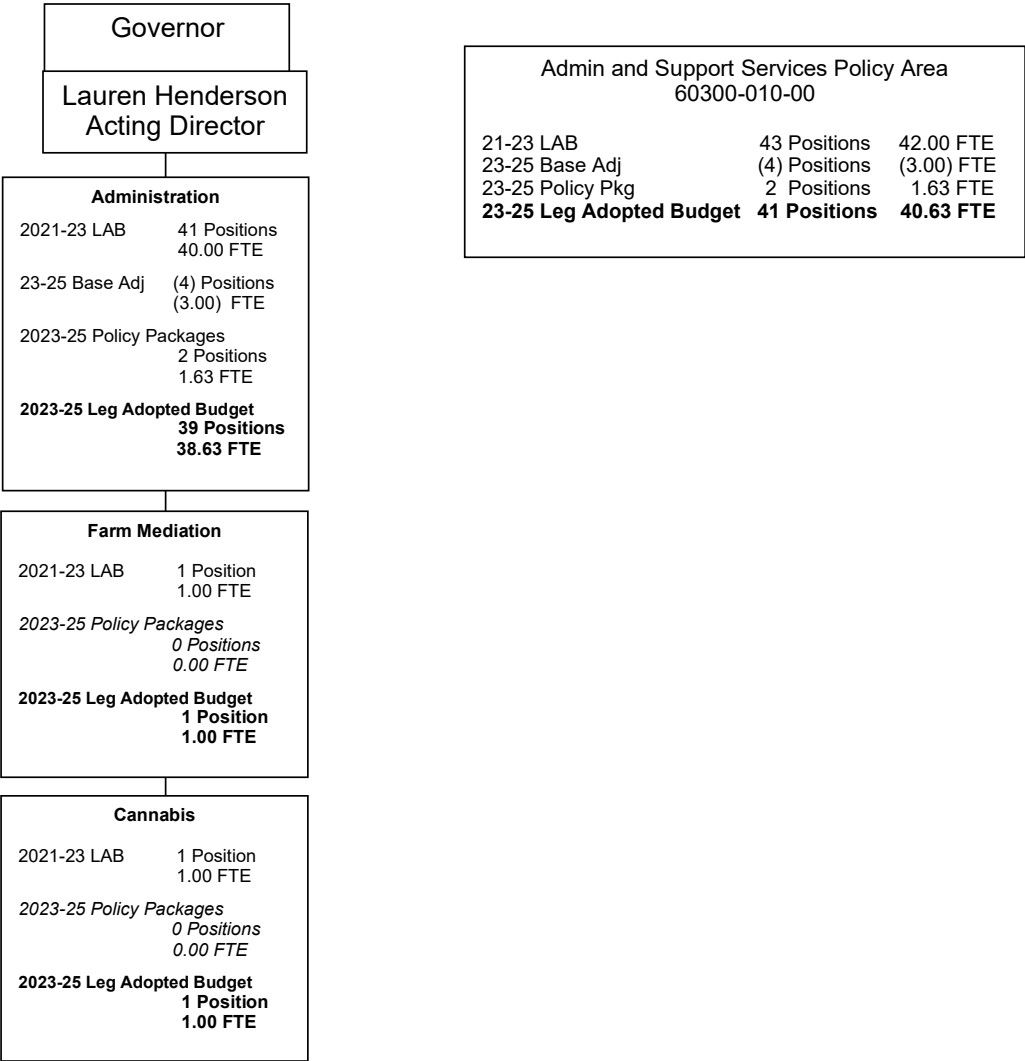 Governor
Lauren Henderson
Acting Director
Administration
2021-23 LAB 41 Positions
40.00 FTE
23-25 Base Adj (4) Positions
(3.00) FTE
2023-25 Policy Packages
2 Positions
1.63 FTE
2023-25 Leg Adopted Budget
39 Positions
38.63 FTE
Farm Mediation
2021-23 LAB 1 Position
1.00 FTE
2023-25 Policy Packages
0 Positions
0.00 FTE
2023-25 Leg Adopted Budget
1 Position
1.00 FTE
Cannabis
2021-23 LAB 1 Position
1.00 FTE
2023-25 Policy Packages
0 Positions
0.00 FTE
2023-25 Leg Adopted Budget
1 Position
1.00 FTE
Admin and Support Services Policy Area
60300-010-00
21-23 LAB 43 Positions 42.00 FTE
23-25 Base Adj (4) Positions (3.00) FTE
23-25 Policy Pkg 2 Positions 1.63 FTE
23-25 Leg Adopted Budget 41 Positions 40.63 FTE